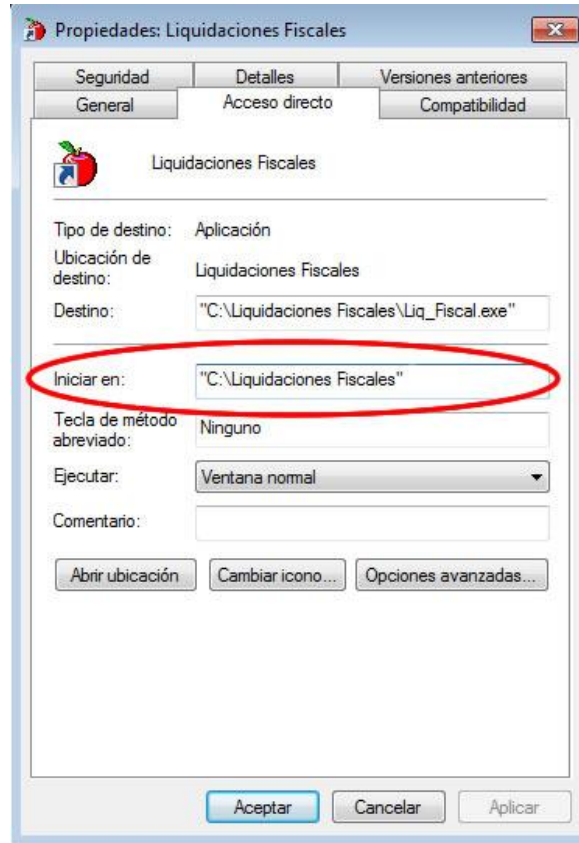 Propiedades: Liquidaciones Fiscales
Seguridad Detalles Versiones anteriores
General Acceso directo Compatibilidad
Liquidaciones Fiscales
Tipo de destino: Aplicación
Ubicación de
destino: Liquidaciones Fiscales
Destino: "C:\Liquidaciones Fiscales\Liq_Fiscal.exe"
Iniciar en: "C:\Liquidaciones Fiscales"
Tecla de método
abreviado: Ninguno
Ejecutar: Ventana normal
Comentario:
Abrir ubicación Cambiar icono... Opciones avanzadas...
Aceptar Cancelar Aplicar